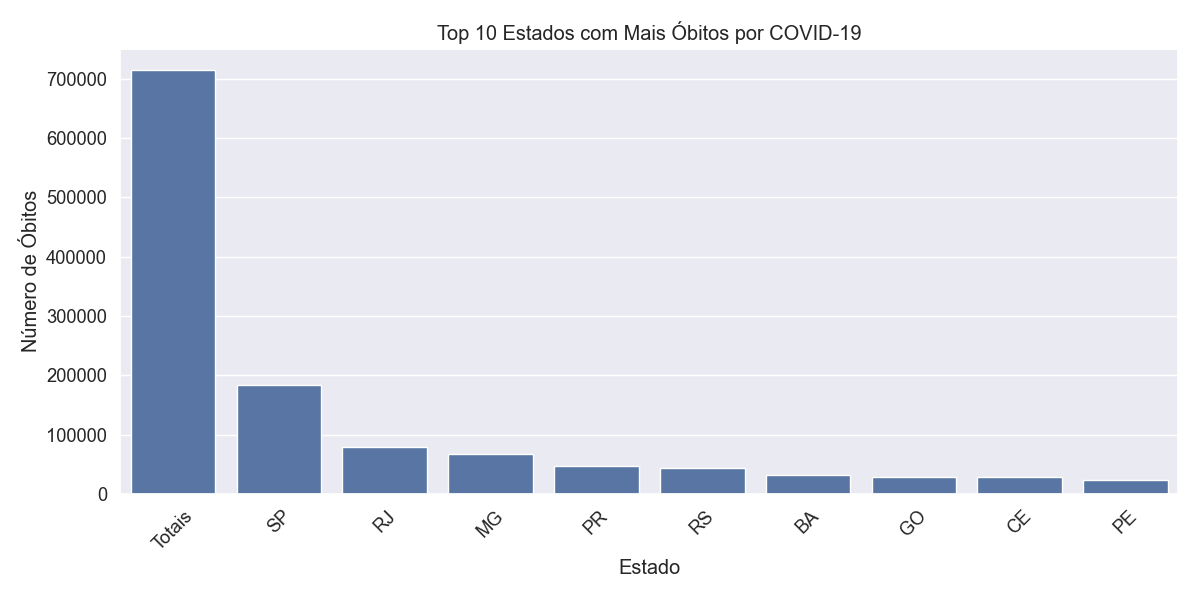 Top 10 Estados com Mais Óbitos por COVID-19
Número de Óbitos
700000
600000
500000
400000
300000
200000
100000
0
Totais
SP
RJ
MG
PR
RS
BA
GO
CE
PE
Estado